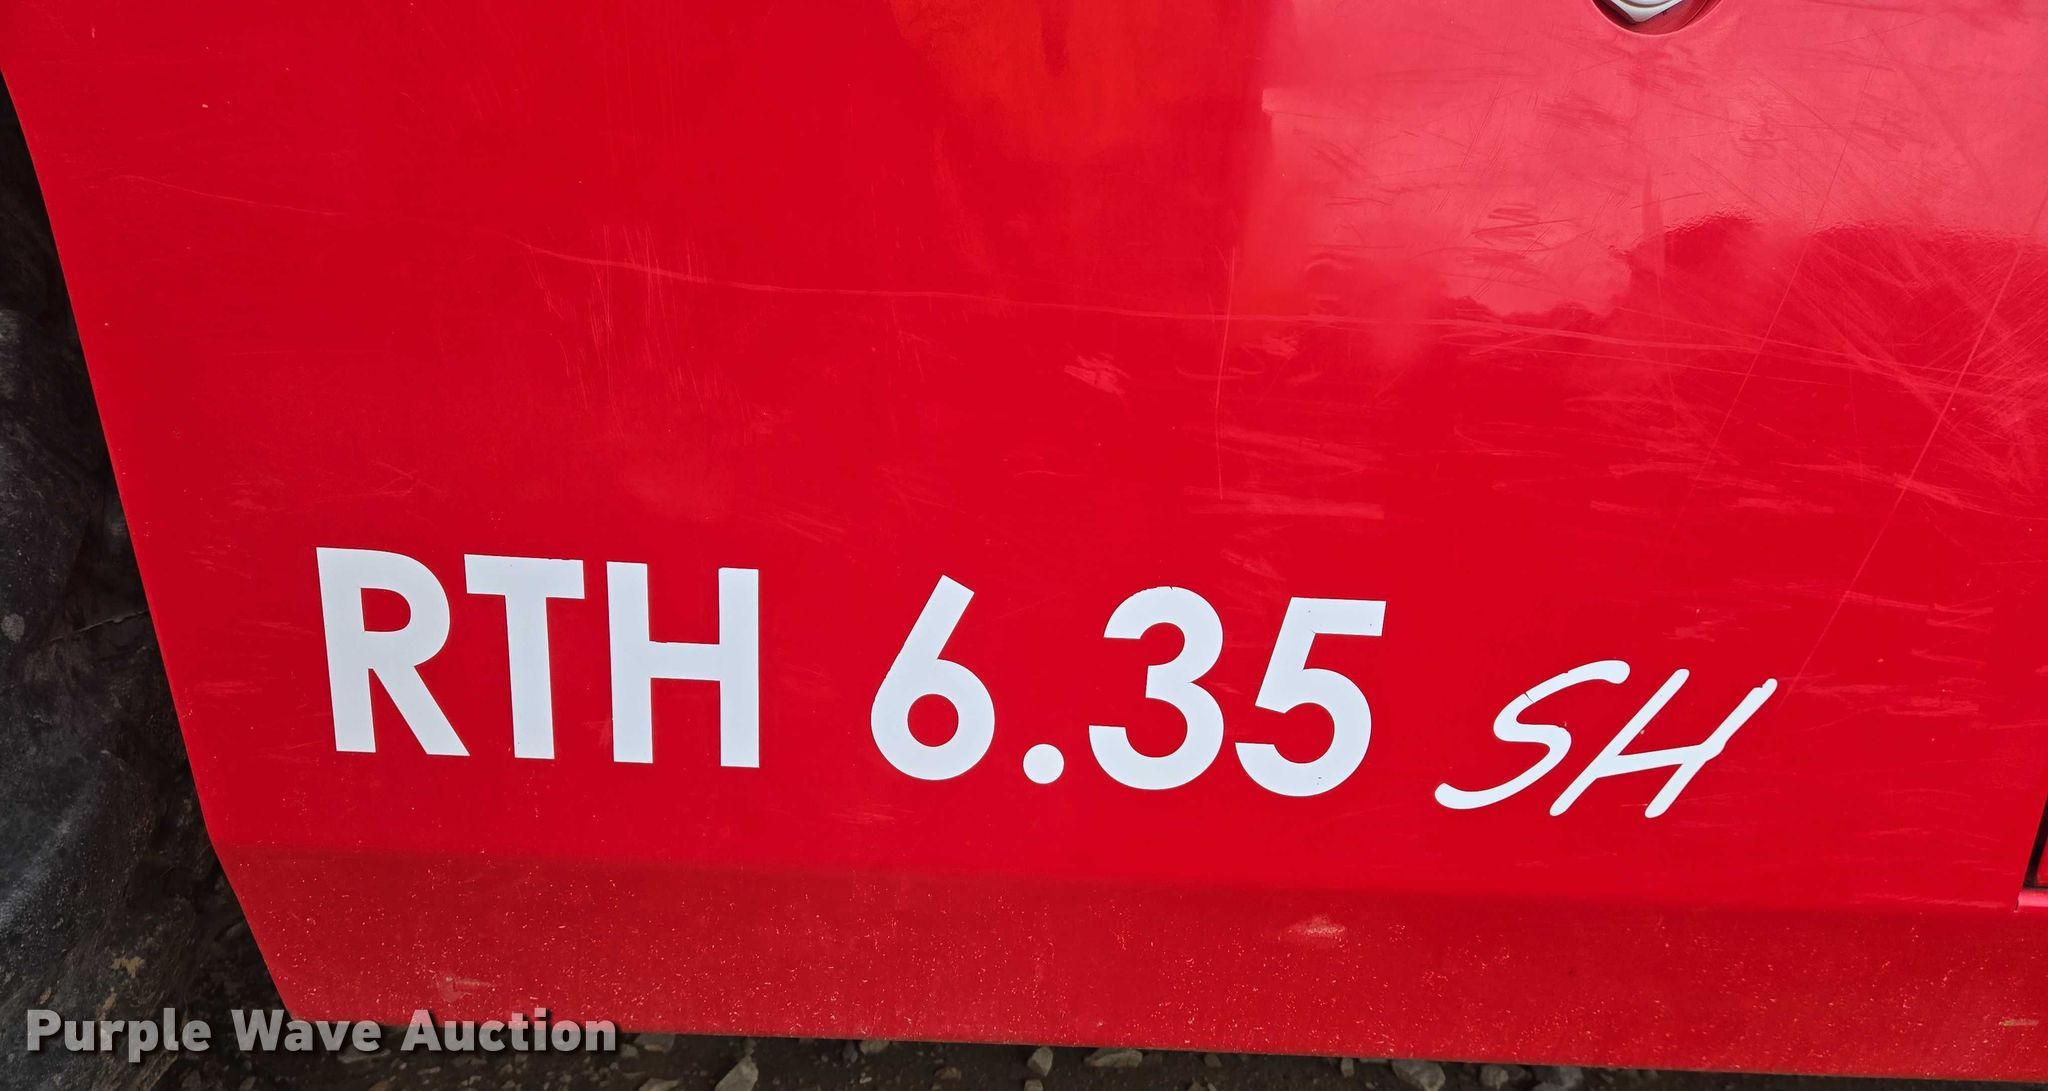 RTH 6.35 SH
Purple Wave Auction